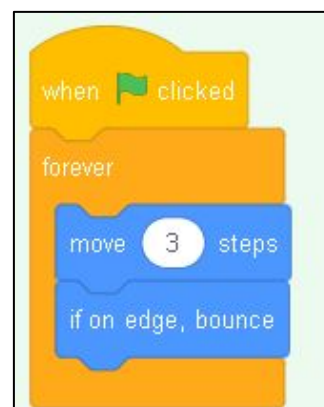 when clicked
forever
move 3 steps
if on edge, bounce